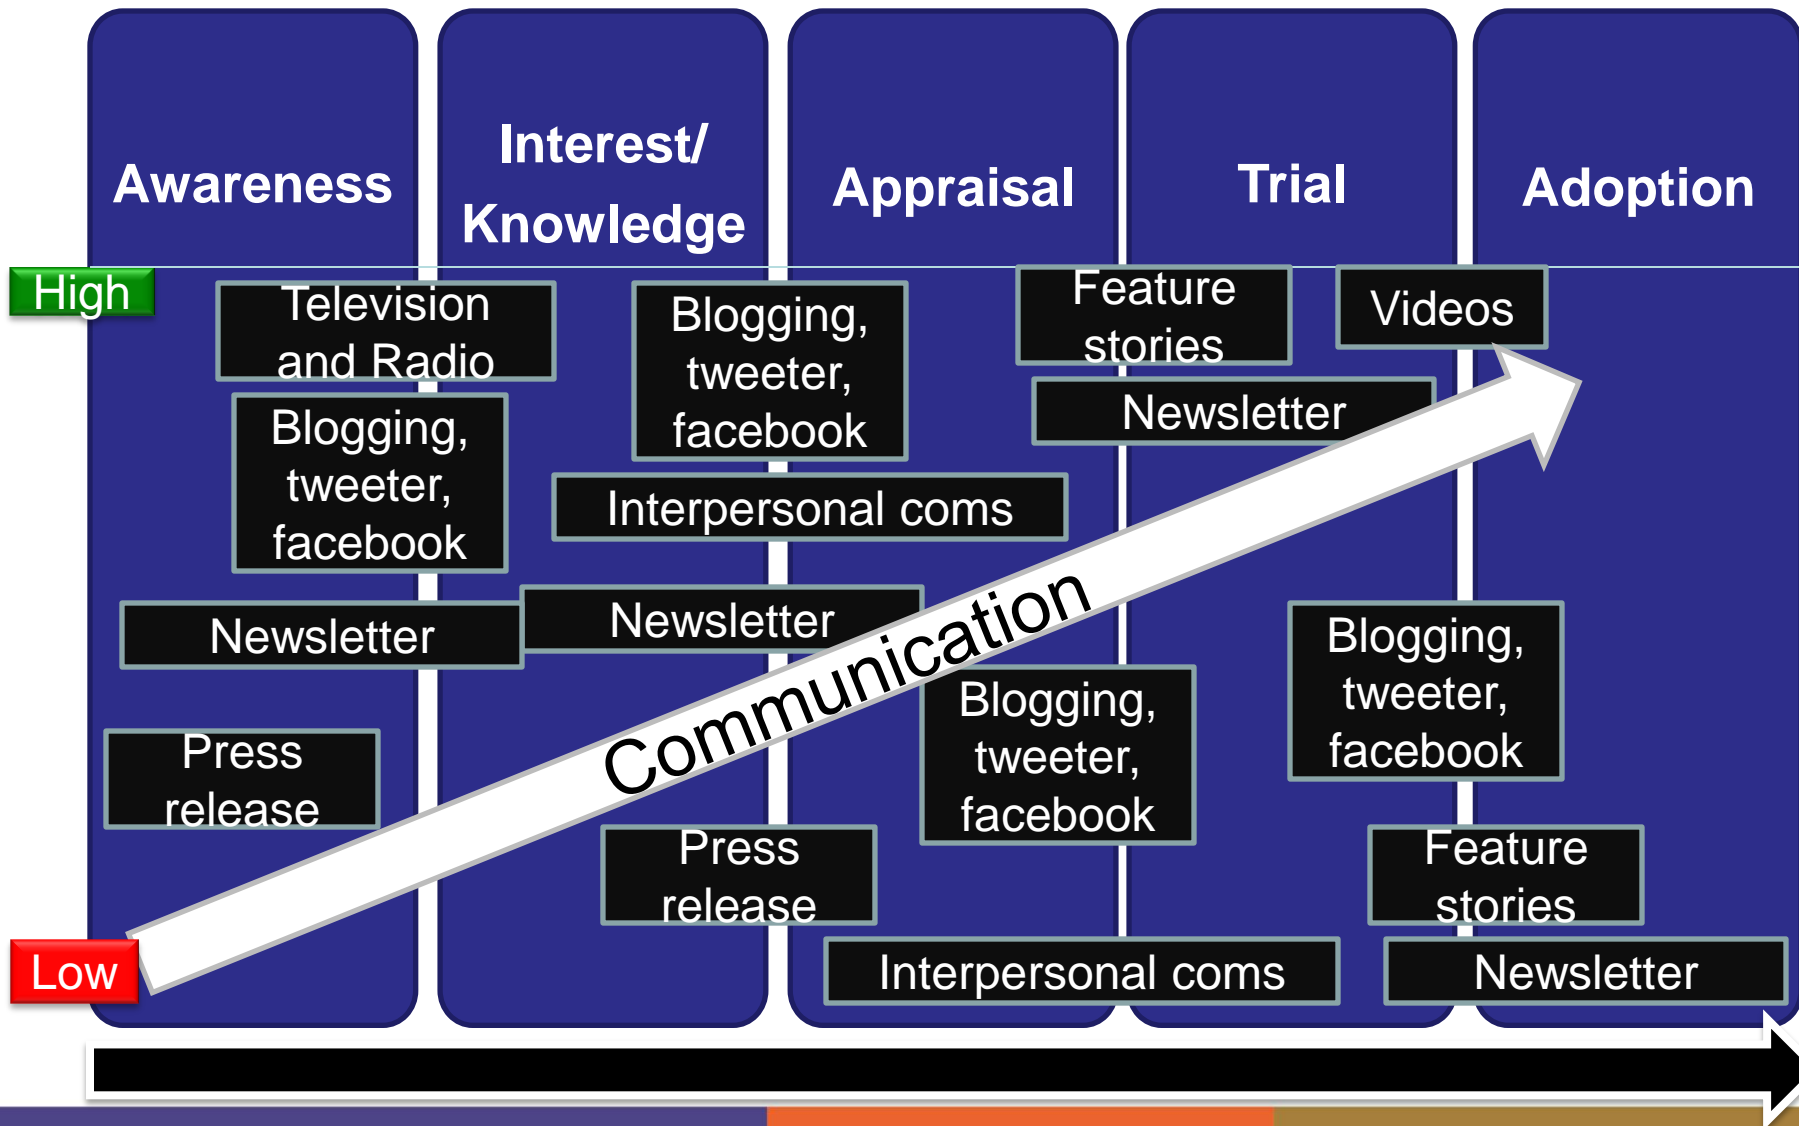 Awareness
Interest/
Knowledge
Appraisal
Trial
Adoption
High
Television
and Radio
Blogging,
tweeter,
facebook
Feature
stories
Videos
Newsletter
Blogging,
tweeter,
facebook
Interpersonal coms
Newsletter
Newsletter
Communication
Blogging,
tweeter,
facebook
Blogging,
tweeter,
facebook
Press
release
Press
release
Feature
stories
Low
Interpersonal coms
Newsletter